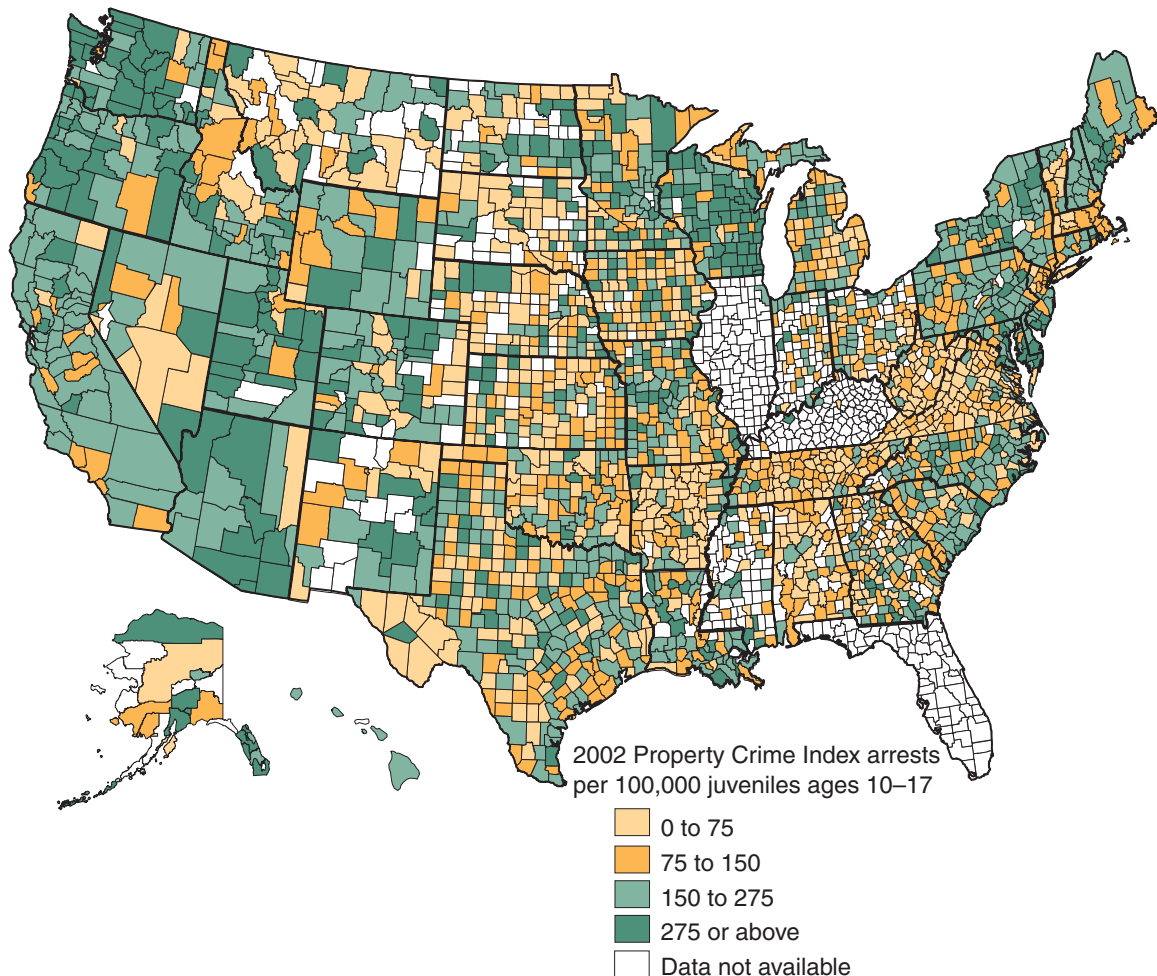 2002 Property Crime Index arrests
per 100,000 juveniles ages 10–17
0 to 75
75 to 150
150 to 275
275 or above
Data not available